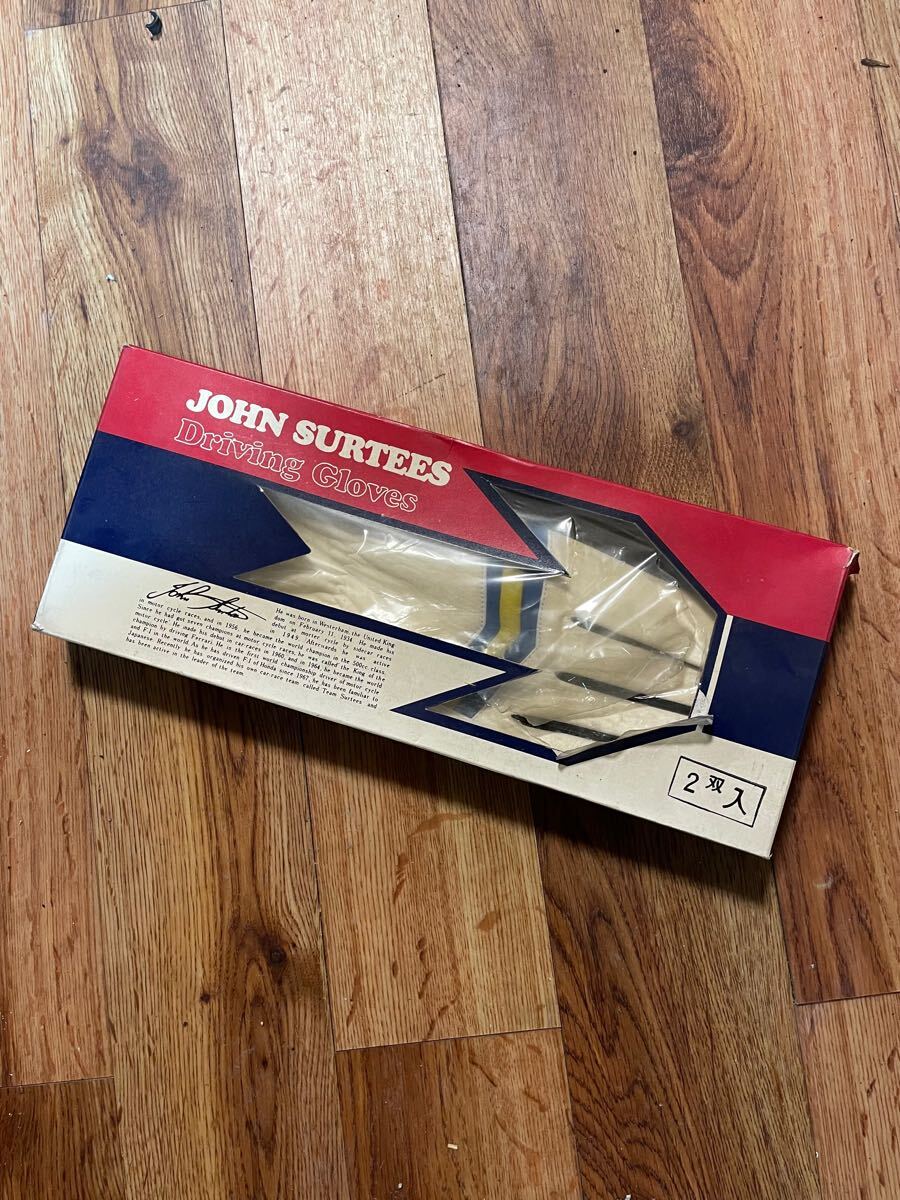 JOHN SURTEES
Driving Gloves
John Surtees
He was born in Westerham, the United King
dom on February 11, 1934. He made his
debut in morter cycle by sidecar races
in 1949. Afterwards he was active
in motor cycle races, and in 1956, he became the world champion in the 500cc class.
Since he had got seven champions at motor cycle races, he was called the King of the
motor cycle. He made his debut in car-races in 1960, and in 1964, he became the world
champion by driving Ferrari. He is the first world championship driver of motor cycle
and F.I in the world. As he has driven F.I of Honda since 1967, he has been familiar to
Japanese. Recently he has organized his own car-race team called Team Surtees and
has been active in the leader of the team.
2双入